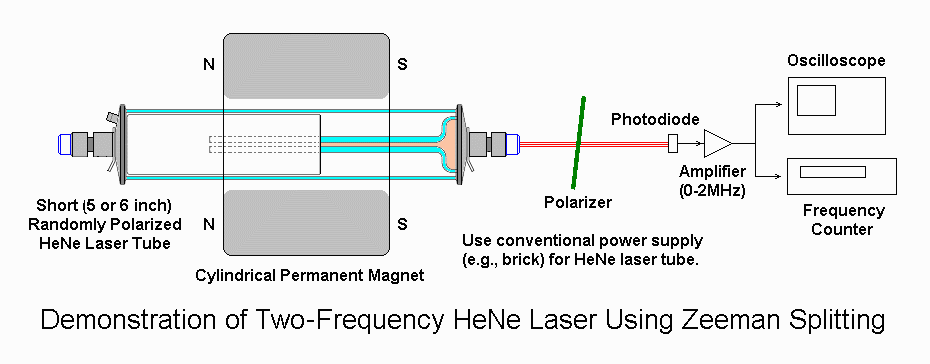 N
S
Oscilloscope
Photodiode
Amplifier
(0-2MHz)
Polarizer
Short (5 or 6 inch)
Randomly Polarized
HeNe Laser Tube
N
S
Frequency
Counter
Use conventional power supply
(e.g., brick) for HeNe laser tube.
Cylindrical Permanent Magnet
Demonstration of Two-Frequency HeNe Laser Using Zeeman Splitting